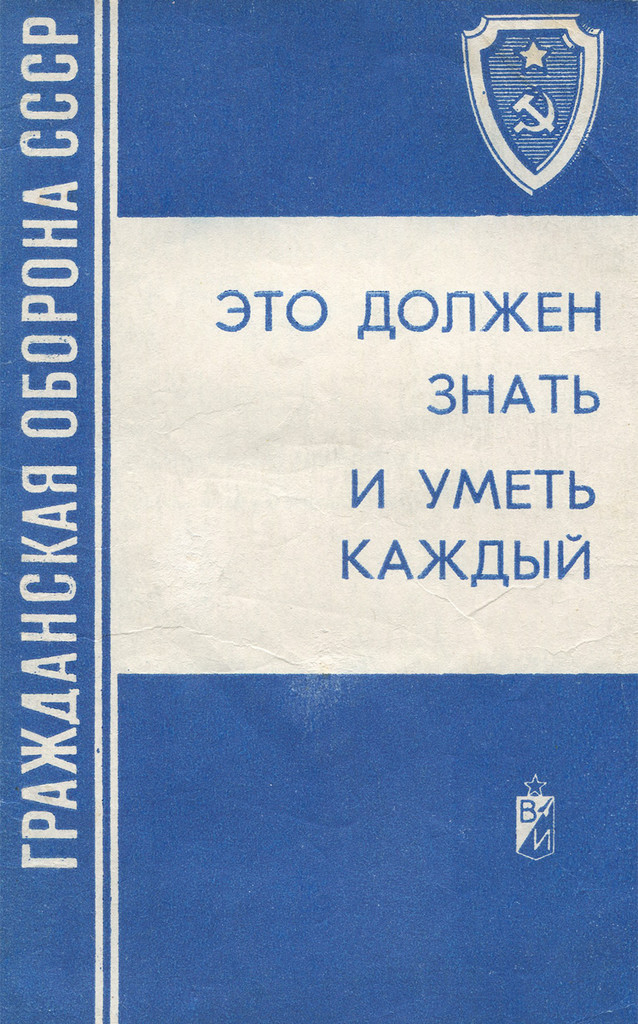 ГРАЖДАНСКАЯ ОБОРОНА СССР
ЭТО ДОЛЖЕН
ЗНАТЬ
И УМЕТЬ
КАЖДЫЙ
В
И